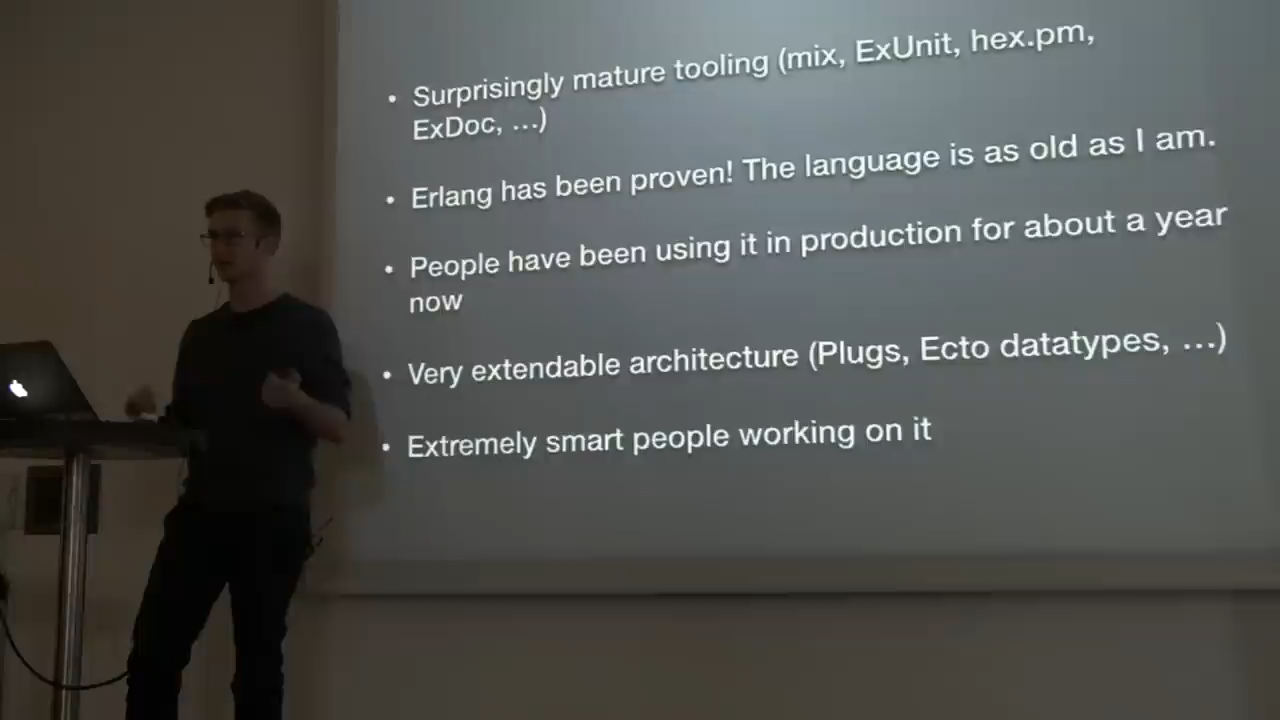 • Surprisingly mature tooling (mix, ExUnit, hex.pm,
ExDoc, ...)
• Erlang has been proven! The language is as old as I am.
• People have been using it in production for about a year
now
• Very extendable architecture (Plugs, Ecto datatypes, ...)
• Extremely smart people working on it